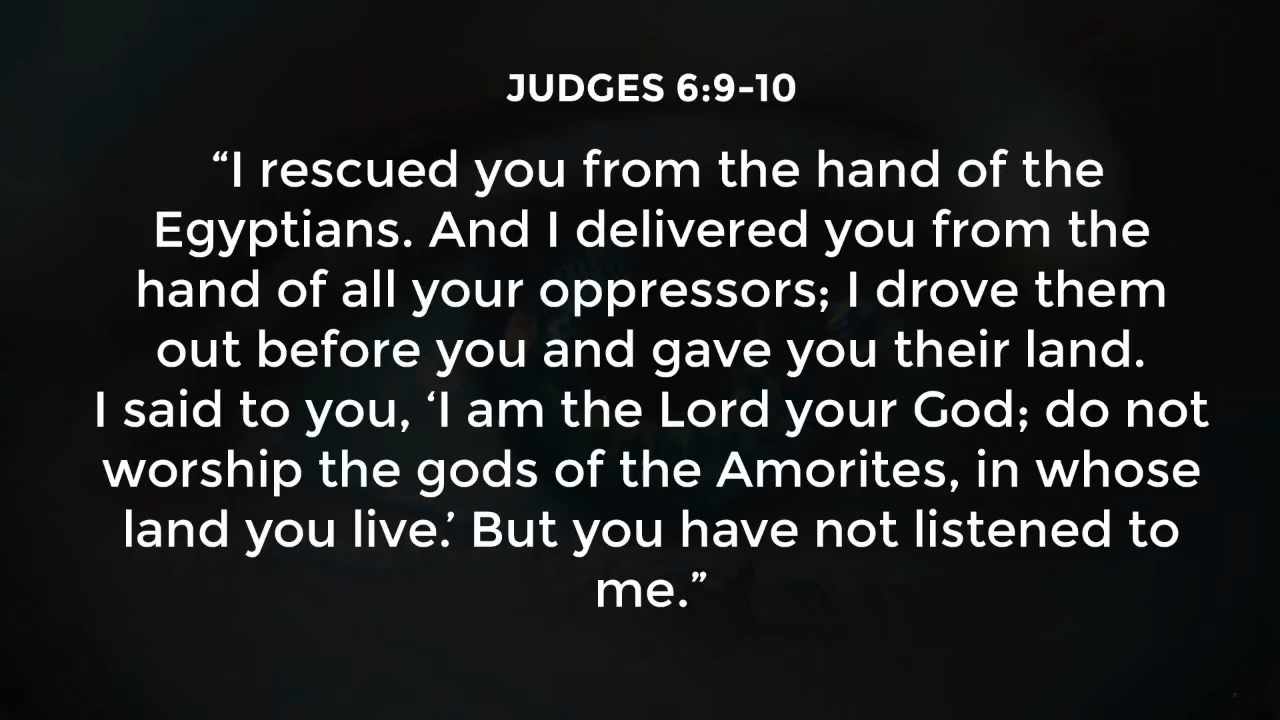 JUDGES 6:9-10
“I rescued you from the hand of the
Egyptians. And I delivered you from the
hand of all your oppressors; I drove them
out before you and gave you their land.
I said to you, ‘I am the Lord your God; do not
worship the gods of the Amorites, in whose
land you live.’ But you have not listened to
me.”